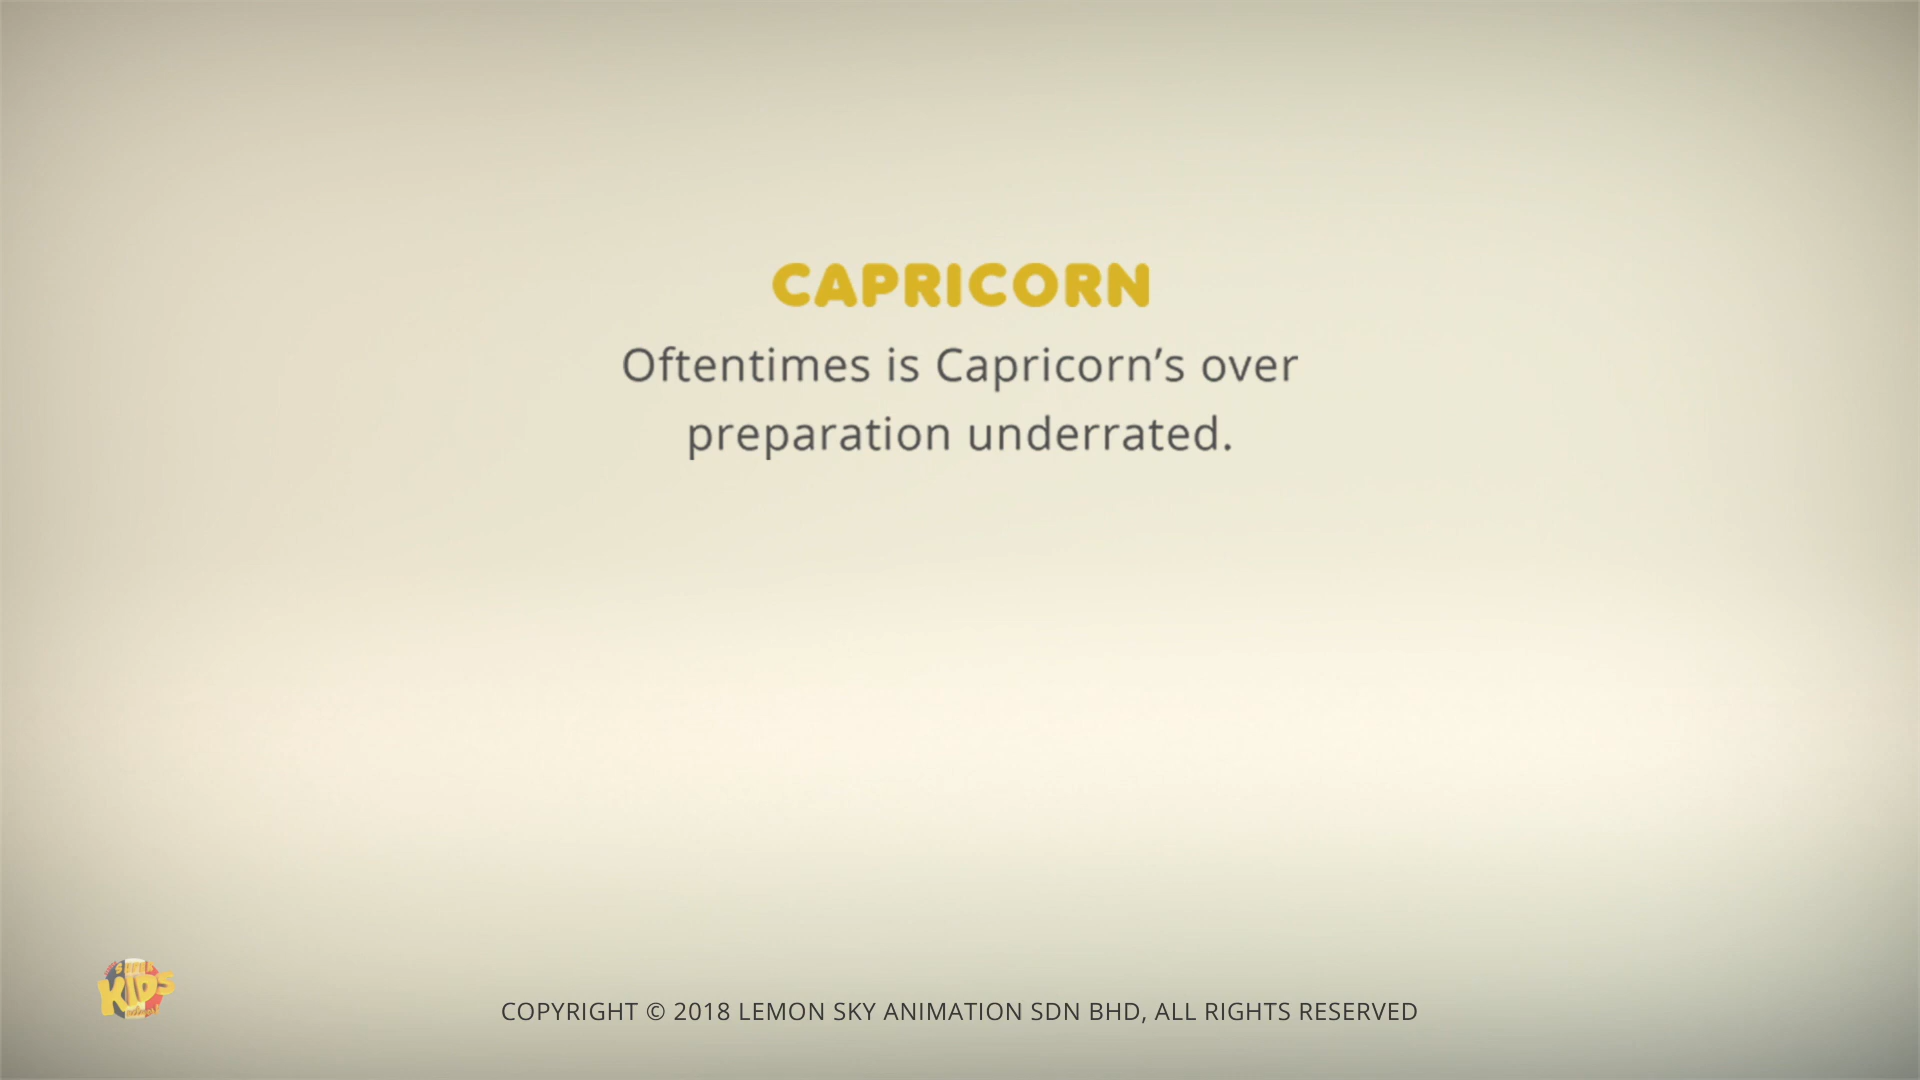 CAPRICORN
Oftentimes is Capricorn’s over
preparation underrated.
KIDS
COPYRIGHT © 2018 LEMON SKY ANIMATION SDN BHD, ALL RIGHTS RESERVED